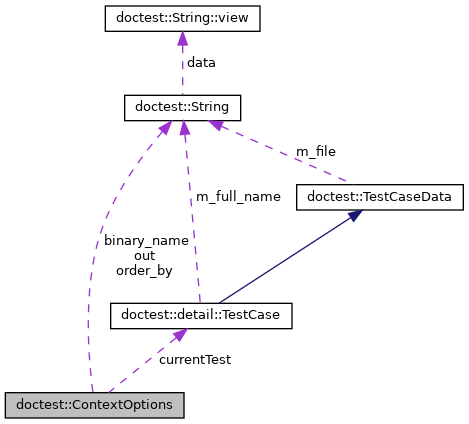 doctest::String::view
data
doctest::String
m_file
doctest::TestCaseData
m_full_name
binary_name
out
order_by
doctest::detail::TestCase
currentTest
doctest::ContextOptions